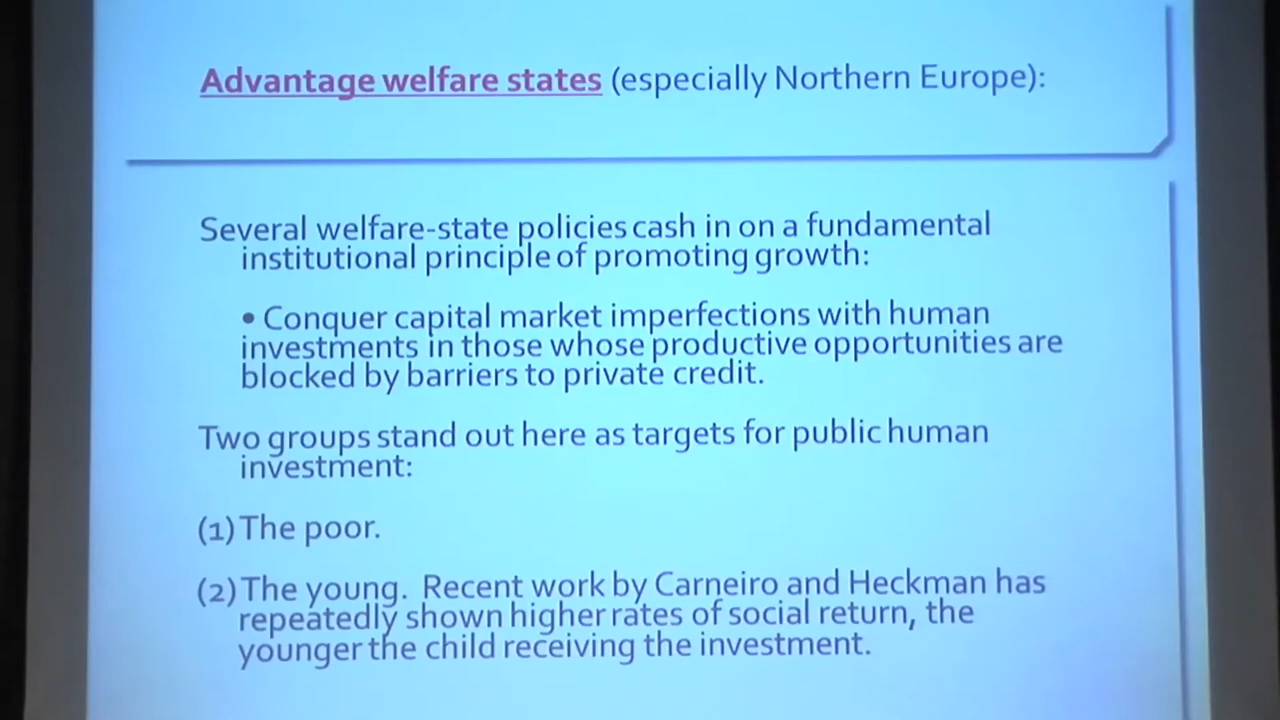 Advantage welfare states (especially Northern Europe):
Several welfare-state policies cash in on a fundamental
institutional principle of promoting growth:
• Conquer capital market imperfections with human
investments in those whose productive opportunities are
blocked by barriers to private credit.
Two groups stand out here as targets for public human
investment:
(1) The poor.
(2) The young. Recent work by Carneiro and Heckman has
repeatedly shown higher rates of social return, the
younger the child receiving the investment.